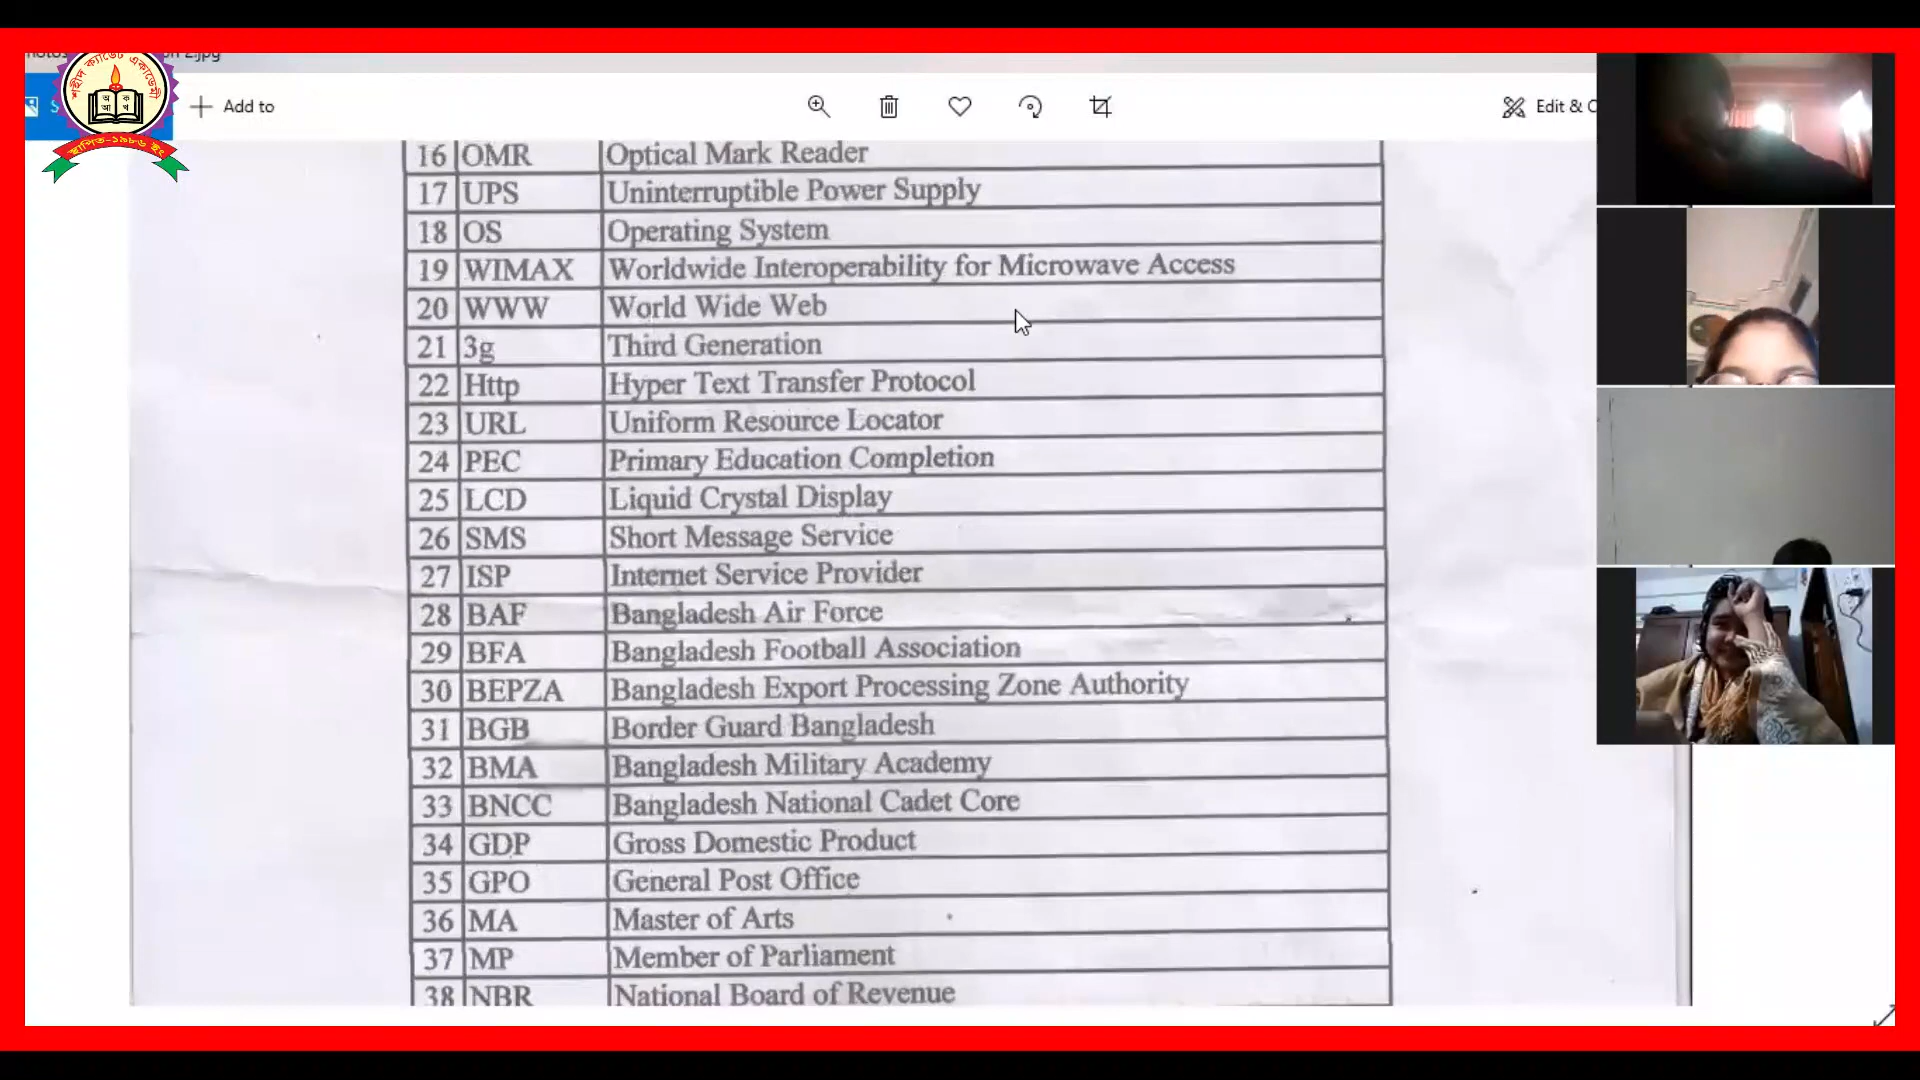 Add to
Edit & C
শহীদ ক্যাডেট একাডেমী
অ ক
আ খ
স্থাপিত-১৯৮৬ ইং
16 OMR Optical Mark Reader
17 UPS Uninterruptible Power Supply
18 OS Operating System
19 WIMAX Worldwide Interoperability for Microwave Access
20 WWW World Wide Web
21 3g Third Generation
22 Http Hyper Text Transfer Protocol
23 URL Uniform Resource Locator
24 PEC Primary Education Completion
25 LCD Liquid Crystal Display
26 SMS Short Message Service
27 ISP Internet Service Provider
28 BAF Bangladesh Air Force
29 BFA Bangladesh Football Association
30 BEPZA Bangladesh Export Processing Zone Authority
31 BGB Border Guard Bangladesh
32 BMA Bangladesh Military Academy
33 BNCC Bangladesh National Cadet Core
34 GDP Gross Domestic Product
35 GPO General Post Office
36 MA Master of Arts
37 MP Member of Parliament
38 NBR National Board of Revenue